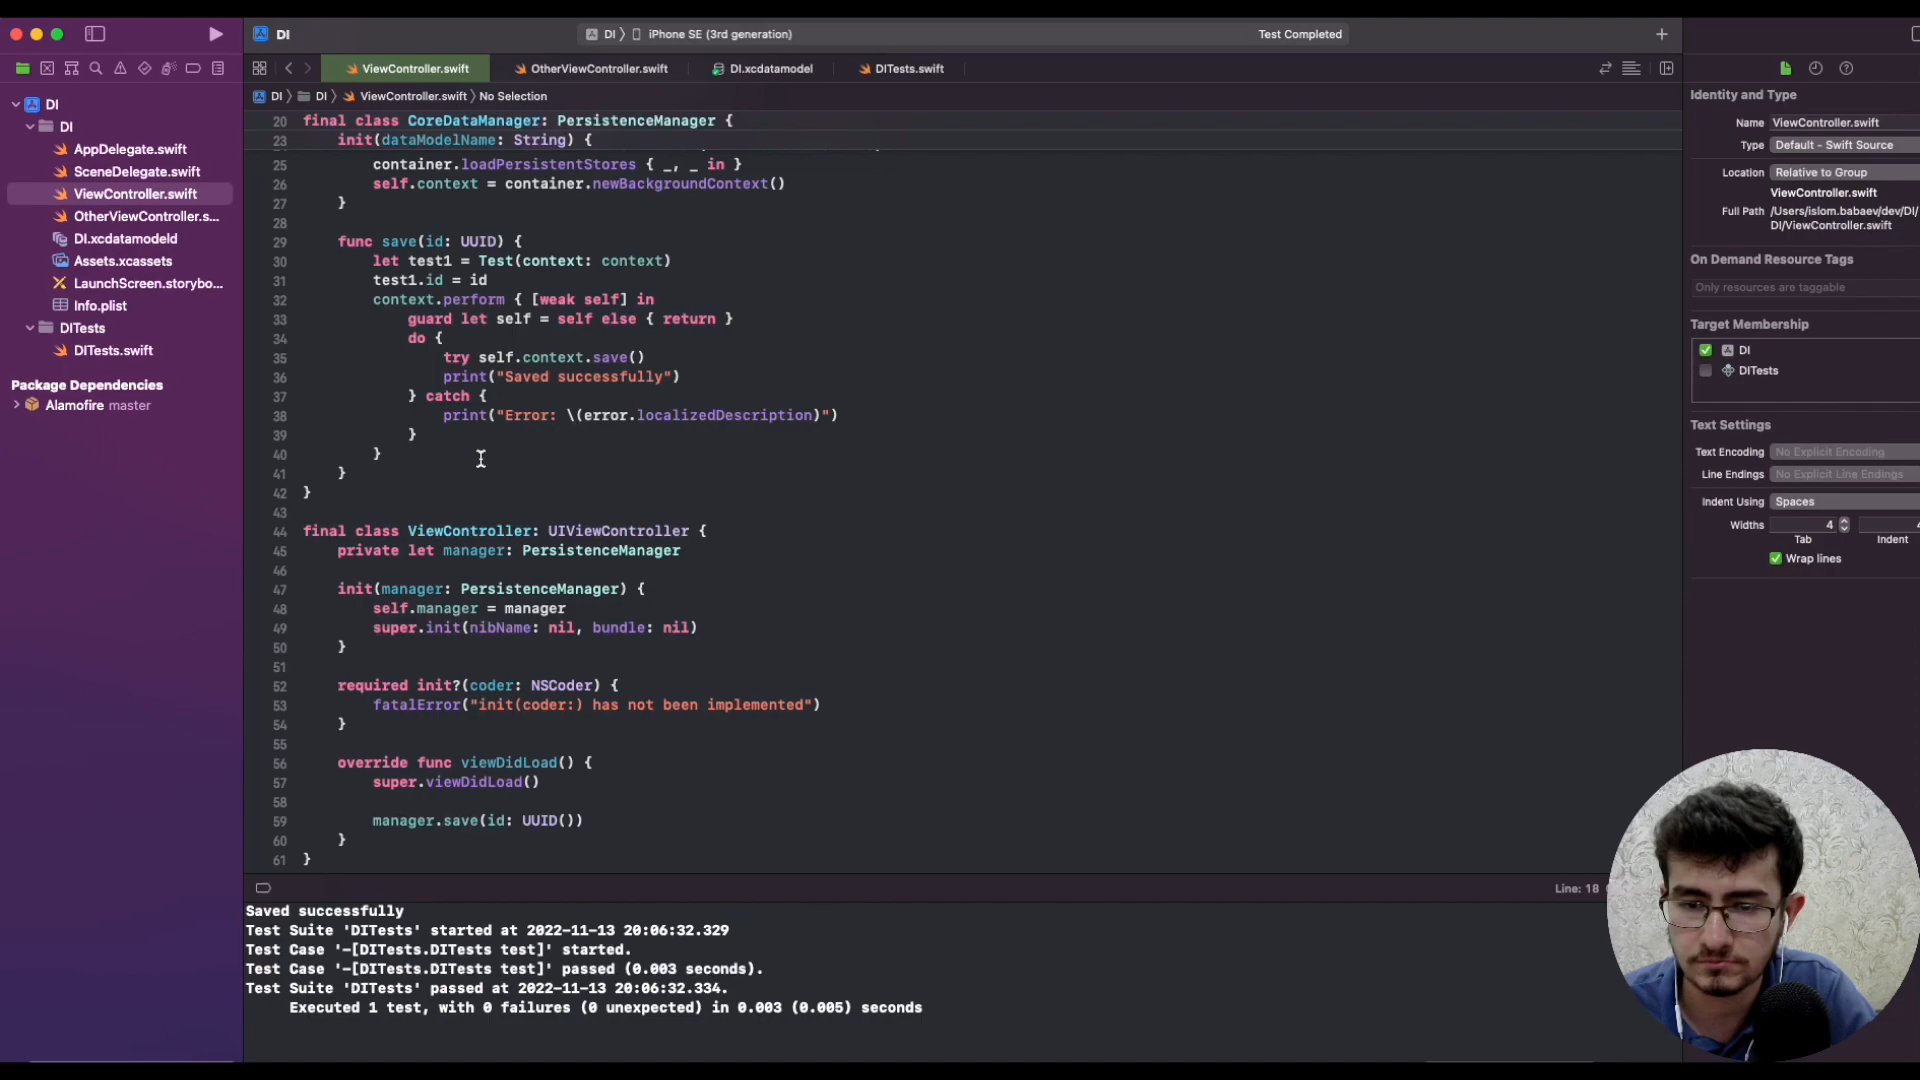 DI
DI
iPhone SE (3rd generation)
Test Completed
ViewController.swift
OtherViewController.swift
DI.xcdatamodel
DITests.swift
DI
DI
ViewController.swift
No Selection
DI
DI
AppDelegate.swift
SceneDelegate.swift
ViewController.swift
OtherViewController.s...
DI.xcdatamodeld
Assets.xcassets
LaunchScreen.storybo...
Info.plist
DITests
DITests.swift
Package Dependencies
Alamofire master
20 final class CoreDataManager: PersistenceManager {
23 init(dataModelName: String) {
25 container.loadPersistentStores { _, _ in }
26 self.context = container.newBackgroundContext()
27 }
28
29 func save(id: UUID) {
30 let test1 = Test(context: context)
31 test1.id = id
32 context.perform { [weak self] in
33 guard let self = self else { return }
34 do {
35 try self.context.save()
36 print("Saved successfully")
37 } catch {
38 print("Error: \(error.localizedDescription)")
39 }
40 }
41 }
42 }
43
44 final class ViewController: UIViewController {
45 private let manager: PersistenceManager
46
47 init(manager: PersistenceManager) {
48 self.manager = manager
49 super.init(nibName: nil, bundle: nil)
50 }
51
52 required init?(coder: NSCoder) {
53 fatalError("init(coder:) has not been implemented")
54 }
55
56 override func viewDidLoad() {
57 super.viewDidLoad()
58
59 manager.save(id: UUID())
60 }
61 }
Line: 18
Saved successfully
Test Suite 'DITests' started at 2022-11-13 20:06:32.329
Test Case '-[DITests.DITests test]' started.
Test Case '-[DITests.DITests test]' passed (0.003 seconds).
Test Suite 'DITests' passed at 2022-11-13 20:06:32.334.
Executed 1 test, with 0 failures (0 unexpected) in 0.003 (0.005) seconds
Identity and Type
Name ViewController.swift
Type Default - Swift Source
Location Relative to Group
ViewController.swift
Full Path /Users/islom.babaev/dev/DI/
DI/ViewController.swift
On Demand Resource Tags
Only resources are taggable
Target Membership
DI
DITests
Text Settings
Text Encoding No Explicit Encoding
Line Endings No Explicit Line Endings
Indent Using Spaces
Widths 4 4
Tab Indent
Wrap lines